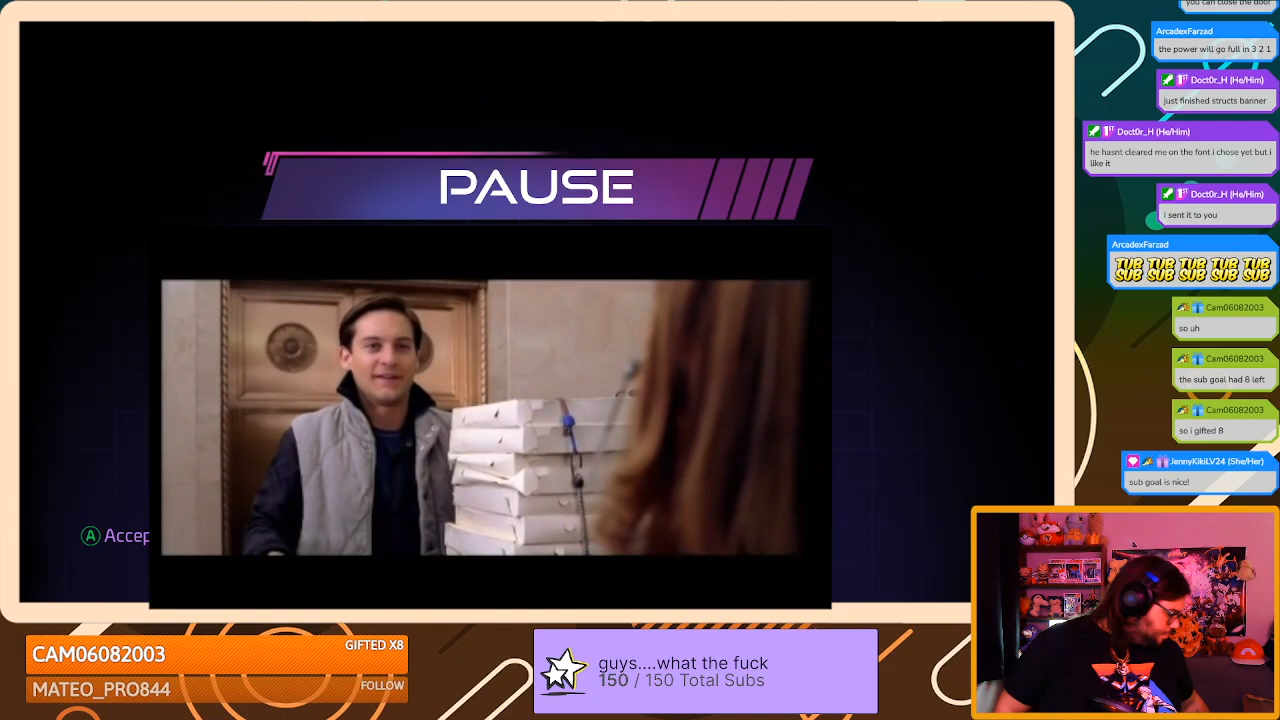 you can close the door
ArcadexFarzad
the power will go full in 3 2 1
Doct0r_H (He/Him)
Just finished structs banner
Doct0r_H (He/Him)
he hasnt cleared me on the font i chose yet but i
like it
Doct0r_H (He/Him)
i sent it to you
ArcadexFarzad
TUB TUB TUB TUB TUB
SUB SUB SUB SUB SUB
Cam06082003
so uh
Cam06082003
the sub goal had 8 left
Cam06082003
so i gifted 8
JennyKikiLV24 (She/Her)
sub goal is nice!
PAUSE
A Accep
CAM06082003 GIFTED X8
MATEO_PRO844 FOLLOW
guys....what the fuck
150 / 150 Total Subs